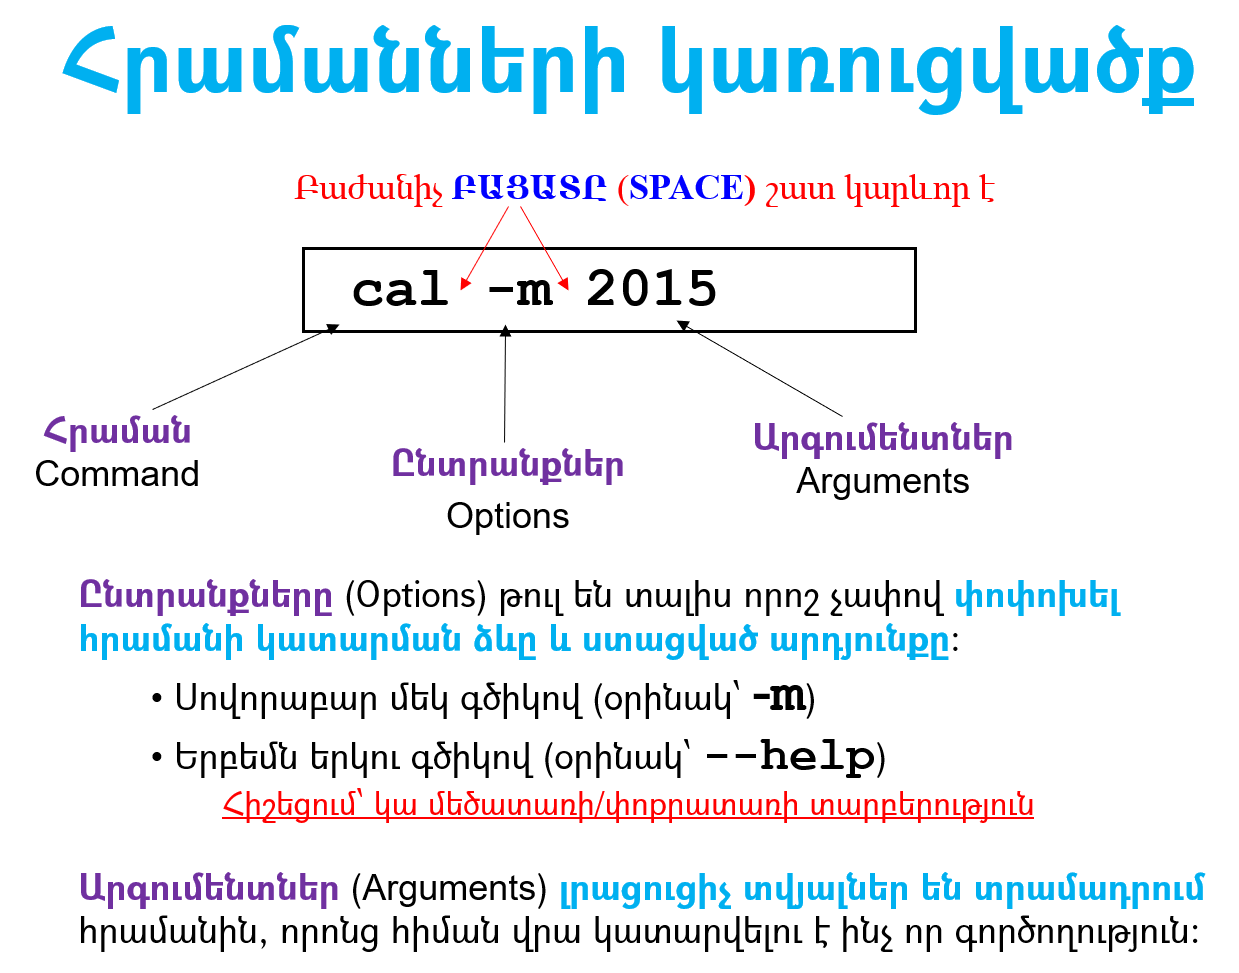 Հրամանների կառուցվածք
Բաժանիչ ԲԱՑԱՏԸ (SPACE) շատ կարևոր է
cal -m 2015
Հրաման
Command
Ընտրանքներ
Options
Արգումենտներ
Arguments
Ընտրանքները (Options) թուլ են տալիս որոշ չափով փոփոխել
հրամանի կատարման ձևը և ստացված արդյունքը:
• Սովորաբար մեկ գծիկով (օրինակ՝ -m)
• Երբեմն երկու գծիկով (օրինակ՝ --help)
Հիշեցում՝ կա մեծատառի/փոքրատառի տարբերություն
Արգումենտներ (Arguments) լրացուցիչ տվյալներ են տրամադրում
հրամանին, որոնց հիման վրա կատարվելու է ինչ որ գործողություն: